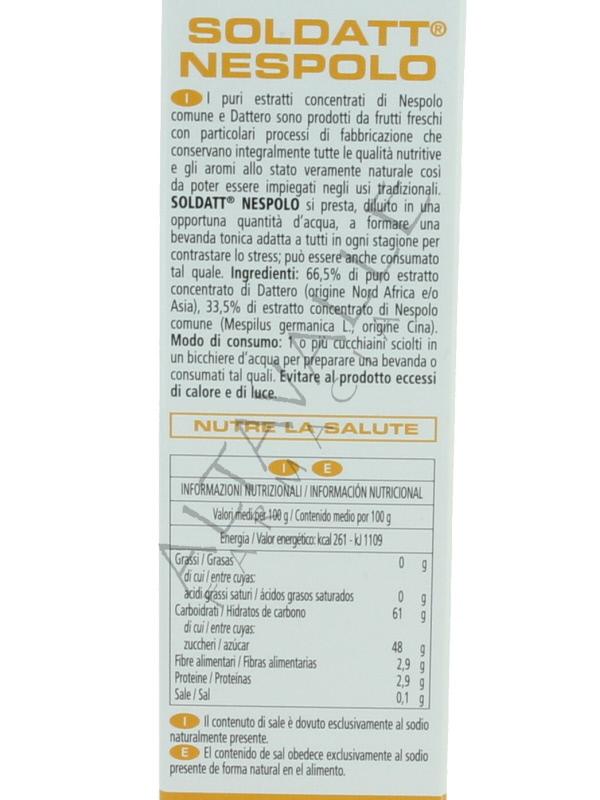 SOLDATT®
NESPOLO
I I puri estratti concentrati di Nespolo
comune e Dattero sono prodotti da frutti freschi
con particolari processi di fabbricazione che
conservano integralmente tutte le qualità nutritive
e gli aromi allo stato veramente naturale così
da poter essere impiegati negli usi tradizionali.
SOLDATT® NESPOLO si presta, diluito in una
opportuna quantità d'acqua, a formare una
bevanda tonica adatta a tutti in ogni stagione per
contrastare lo stress; può essere anche consumato
tal quale. Ingredienti: 66,5% di puro estratto
concentrato di Dattero (origine Nord Africa e/o
Asia), 33,5% di estratto concentrato di Nespolo
comune (Mespilus germanica L., origine Cina).
Modo di consumo: 1 o più cucchiaini sciolti in
un bicchiere d'acqua per preparare una bevanda o
consumati tal quali. Evitare al prodotto eccessi
di calore e di luce.
NUTRE LA SALUTE
I E
INFORMAZIONI NUTRIZIONALI / INFORMACIÓN NUTRICIONAL
Valori medi per 100 g / Contenido medio por 100 g
Energia / Valor energético: kcal 261 - kJ 1109
Grassi / Grasas 0 g
di cui / entre cuyas:
acidi grassi saturi / ácidos grasos saturados 0 g
Carboidrati / Hidratos de carbono 61 g
di cui / entre cuyas:
zuccheri / azúcar 48 g
Fibre alimentari / Fibras alimentarias 2,9 g
Proteine / Proteínas 2,9 g
Sale / Sal 0,1 g
I Il contenuto di sale è dovuto esclusivamente al sodio
naturalmente presente.
E El contenido de sal obedece exclusivamente al sodio
presente de forma natural en el alimento.
ALTAVALLE
FARMACIA